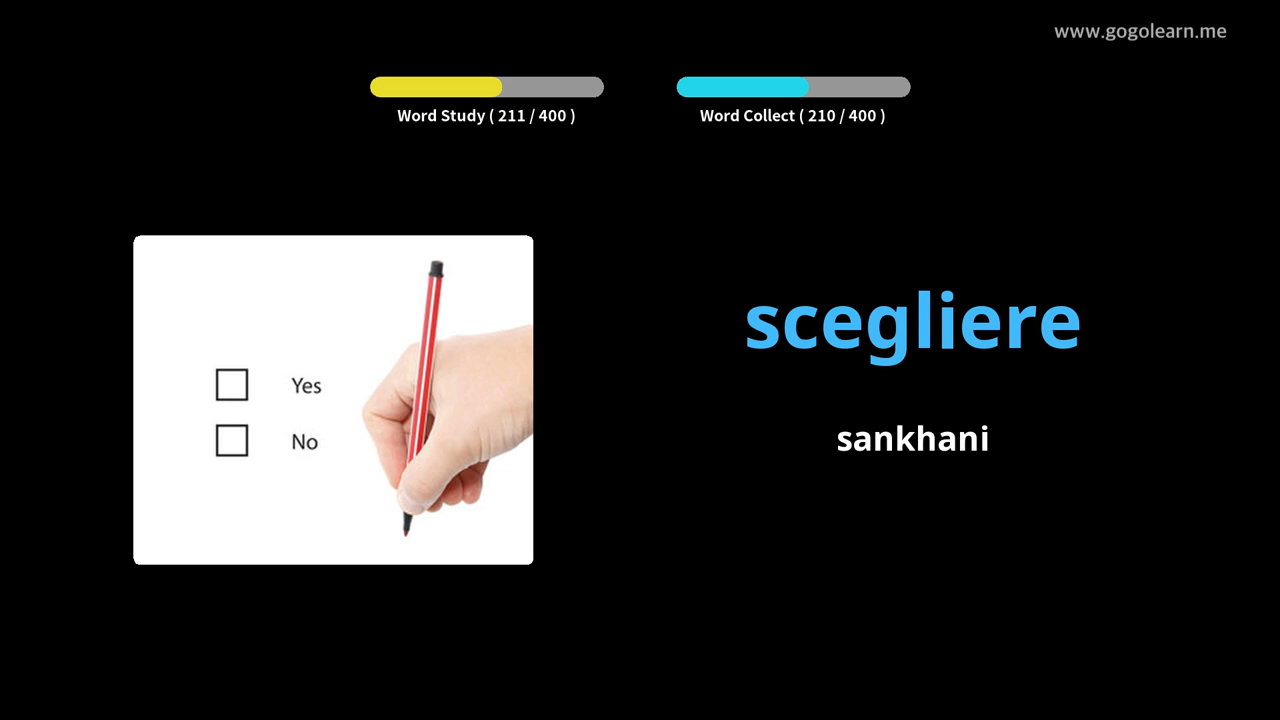 www.gogolearn.me
Word Study ( 211 / 400 )
Word Collect ( 210 / 400 )
Yes
No
scegliere
sankhani